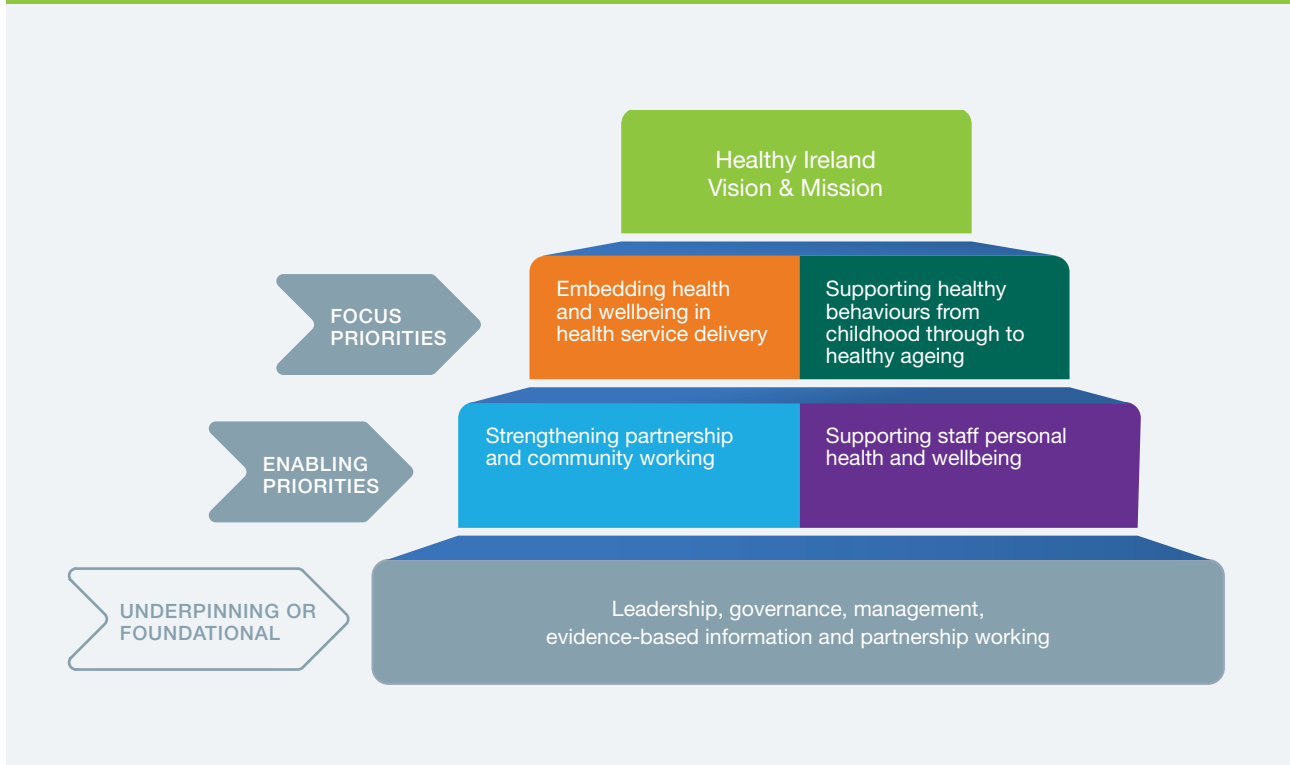 Healthy Ireland
Vision & Mission
FOCUS
PRIORITIES
Embedding health
and wellbeing in
health service delivery
Supporting healthy
behaviours from
childhood through to
healthy ageing
ENABLING
PRIORITIES
Strengthening partnership
and community working
Supporting staff personal
health and wellbeing
UNDERPINNING OR
FOUNDATIONAL
Leadership, governance, management,
evidence-based information and partnership working